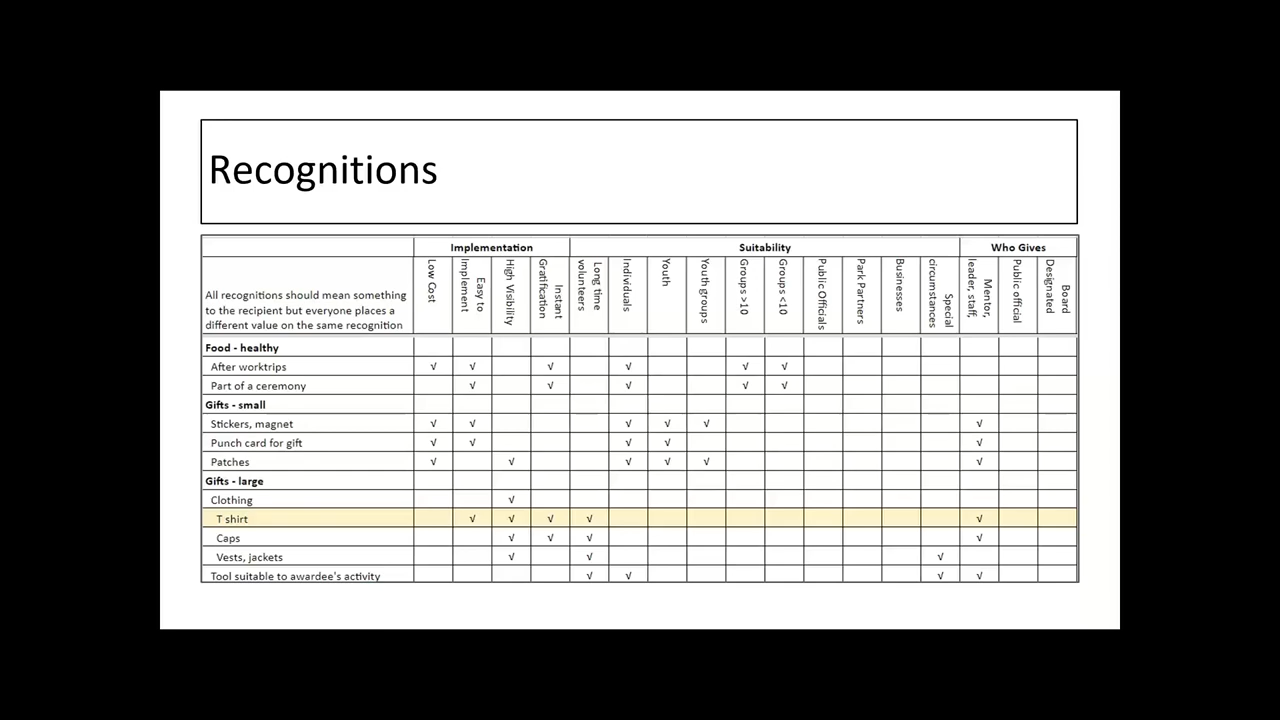 Recognitions
Implementation Suitability Who Gives
All recognitions should mean something
to the recipient but everyone places a
different value on the same recognition
Low Cost
Easy to
Implement
High Visibility
Instant
Gratification
Long time
volunteers
Individuals
Youth
Youth groups
Groups >10
Groups <10
Public Officials
Park Partners
Businesses
Special
circumstances
Mentor,
leader, staff,
Public official
Board
Designated
Food - healthy
After worktrips √ √ √ √ √ √
Part of a ceremony √ √ √ √ √
Gifts - small
Stickers, magnet √ √ √ √ √ √
Punch card for gift √ √ √ √ √
Patches √ √ √ √ √ √
Gifts - large
Clothing √
T shirt √ √ √ √ √
Caps √ √ √ √
Vests, jackets √ √ √
Tool suitable to awardee's activity √ √ √ √